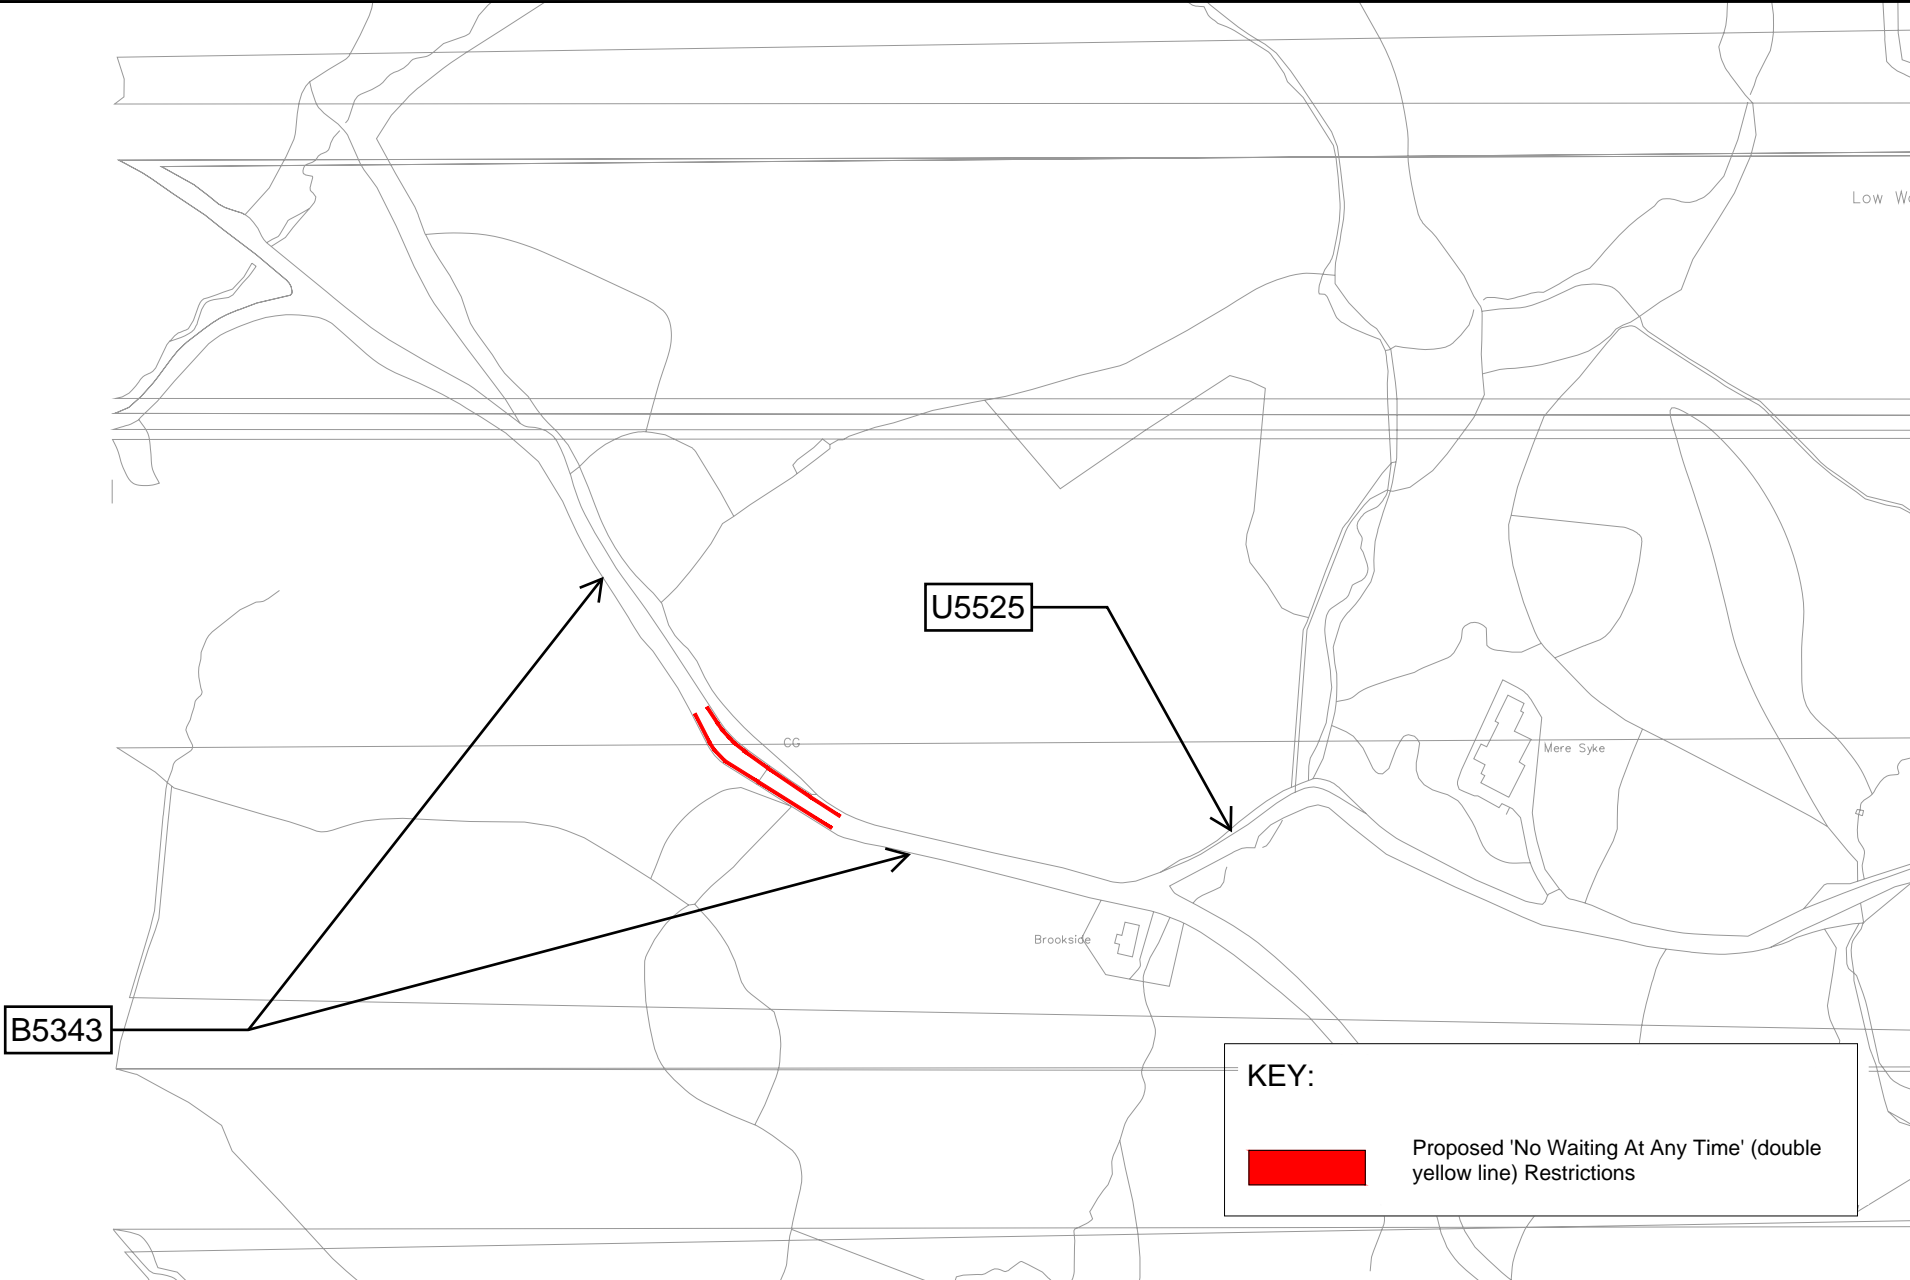 Low
U5525
CG
Mere Syke
Brookside
B5343
KEY:
Proposed 'No Waiting At Any Time' (double
yellow line) Restrictions